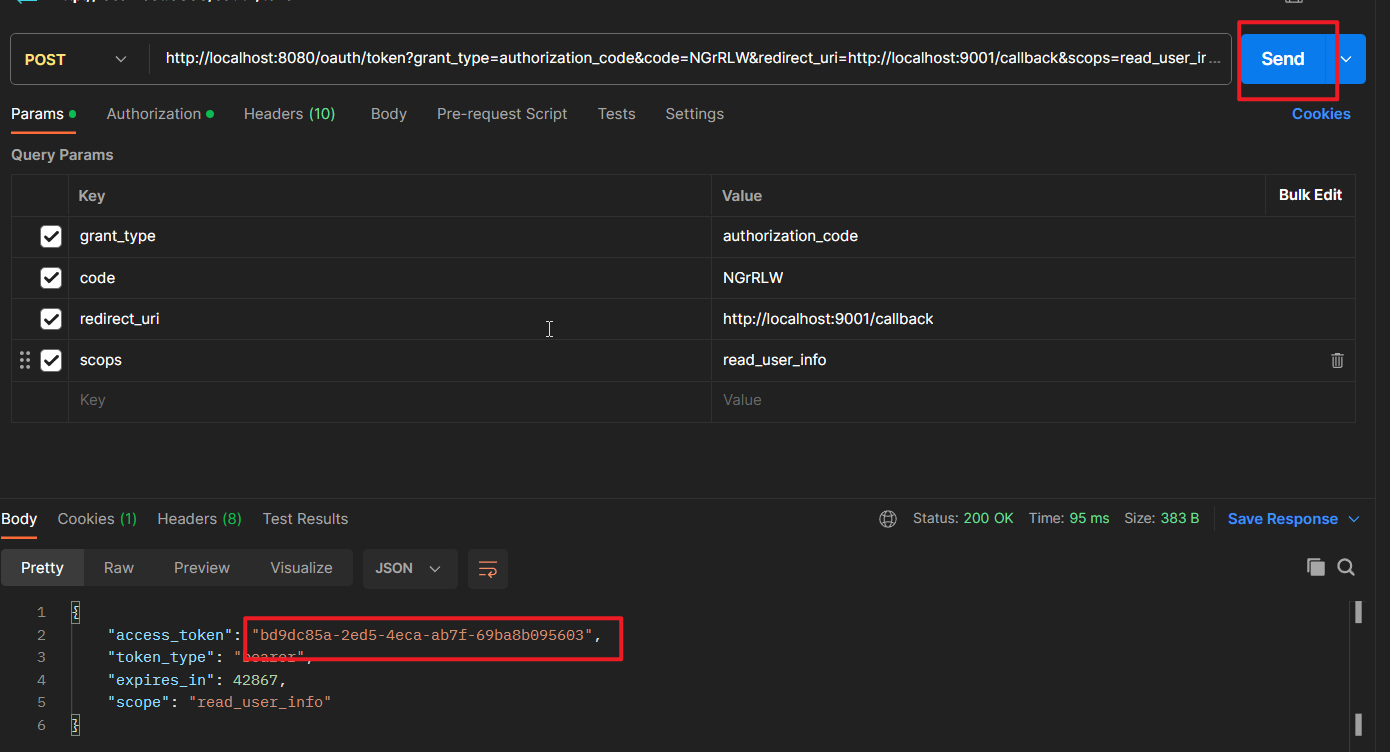 POST
http://localhost:8080/oauth/token?grant_type=authorization_code&code=NGrRLW&redirect_uri=http://localhost:9001/callback&scops=read_user_ir...
Send
Params
Authorization
Headers (10)
Body
Pre-request Script
Tests
Settings
Cookies
Query Params
Key Value Bulk Edit
grant_type authorization_code
code NGrRLW
redirect_uri http://localhost:9001/callback
scops read_user_info
Key Value
Body Cookies (1) Headers (8) Test Results Status: 200 OK Time: 95 ms Size: 383 B Save Response
Pretty Raw Preview Visualize JSON
1 {
2 "access_token": "bd9dc85a-2ed5-4eca-ab7f-69ba8b095603",
3 "token_type": "bearer",
4 "expires_in": 42867,
5 "scope": "read_user_info"
6 }